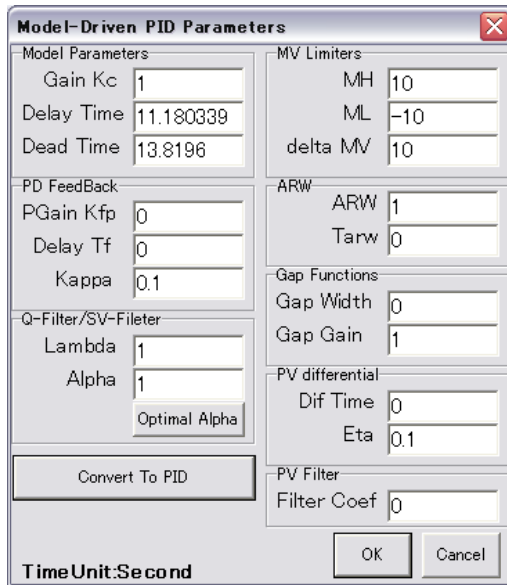 Model-Driven PID Parameters
Model Parameters
Gain Kc 1
Delay Time 11.180339
Dead Time 13.8196
PD FeedBack
PGain Kfp 0
Delay Tf 0
Kappa 0.1
Q-Filter/SV-Fileter
Lambda 1
Alpha 1
Optimal Alpha
Convert To PID
TimeUnit:Second
MV Limiters
MH 10
ML -10
delta MV 10
ARW
ARW 1
Tarw 0
Gap Functions
Gap Width 0
Gap Gain 1
PV differential
Dif Time 0
Eta 0.1
PV Filter
Filter Coef 0
OK
Cancel